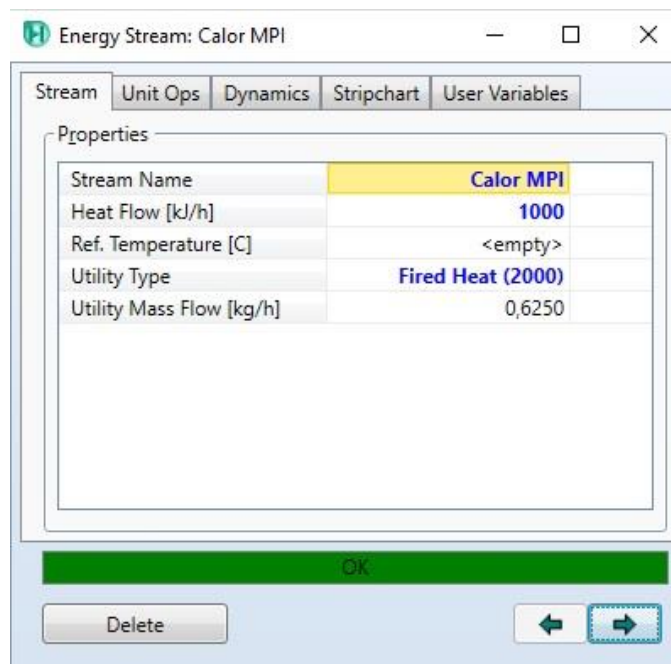 Energy Stream: Calor MPI
Stream Unit Ops Dynamics Stripchart User Variables
Properties
Stream Name Calor MPI
Heat Flow [kJ/h] 1000
Ref. Temperature [C] <empty>
Utility Type Fired Heat (2000)
Utility Mass Flow [kg/h] 0,6250
OK
Delete